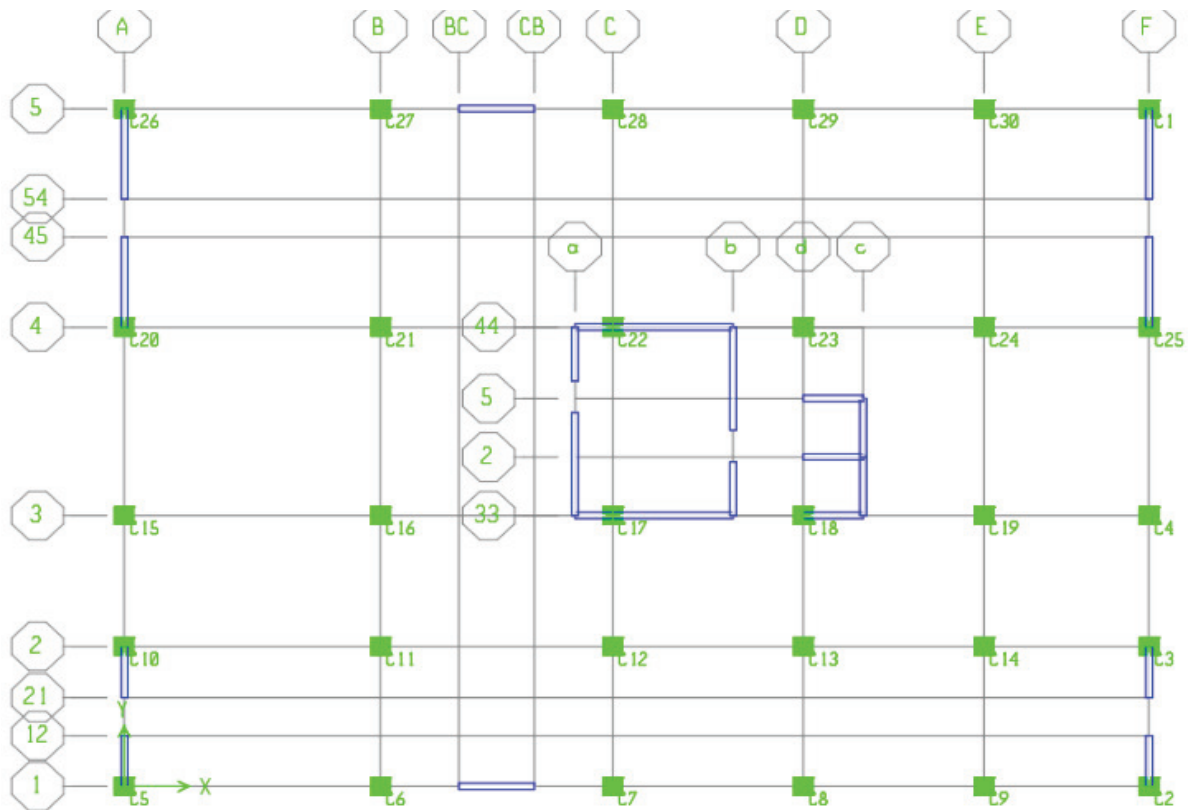 A B BC CB C D E F
5 C26 C27 C28 C29 C30 C1
54
45 a b d c
4 C20 C21 44 C22 C23 C24 C25
5
2
3 C15 C16 33 C17 C18 C19 C4
2 C10 C11 C12 C13 C14 C3
21
Y
12
1 C5 X C6 C7 C8 C9 C2